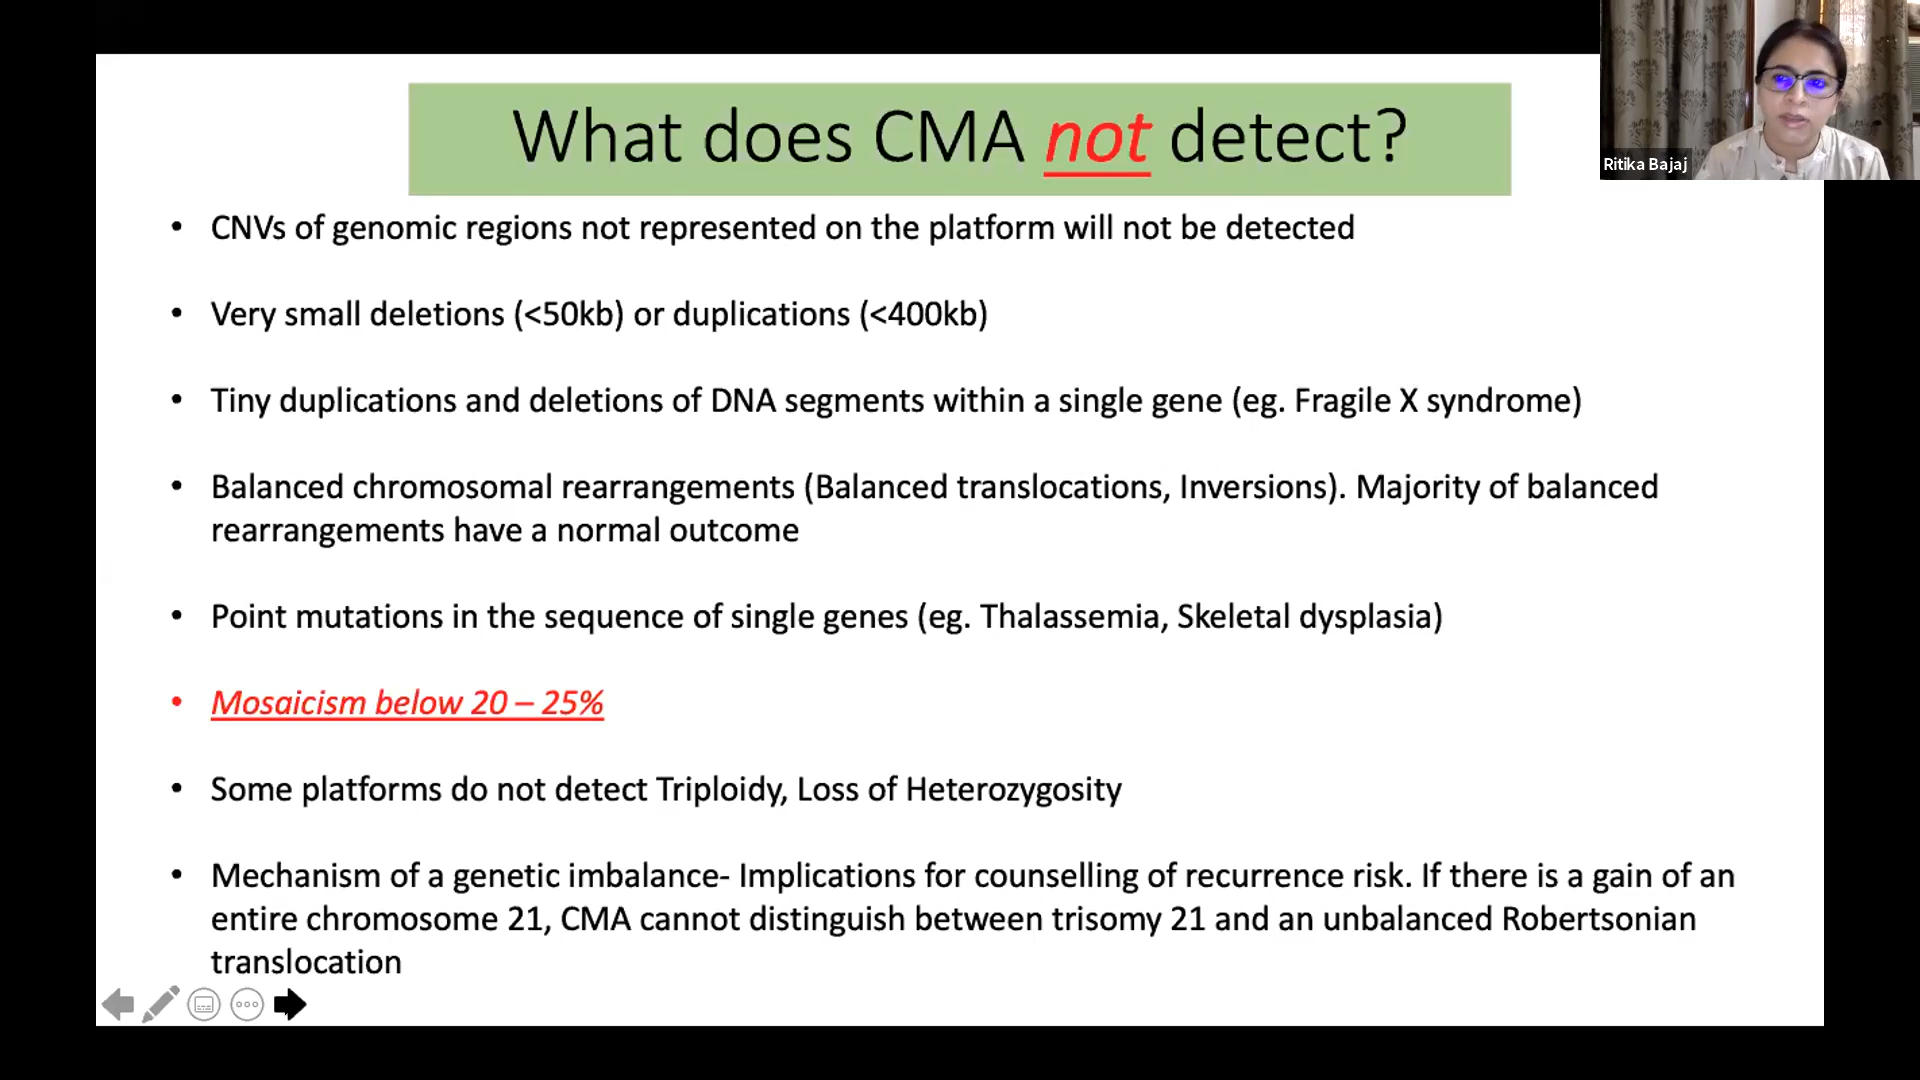 What does CMA not detect?
Ritika Bajaj
• CNVs of genomic regions not represented on the platform will not be detected
• Very small deletions (<50kb) or duplications (<400kb)
• Tiny duplications and deletions of DNA segments within a single gene (eg. Fragile X syndrome)
• Balanced chromosomal rearrangements (Balanced translocations, Inversions). Majority of balanced
rearrangements have a normal outcome
• Point mutations in the sequence of single genes (eg. Thalassemia, Skeletal dysplasia)
• Mosaicism below 20 – 25%
• Some platforms do not detect Triploidy, Loss of Heterozygosity
• Mechanism of a genetic imbalance- Implications for counselling of recurrence risk. If there is a gain of an
entire chromosome 21, CMA cannot distinguish between trisomy 21 and an unbalanced Robertsonian
translocation